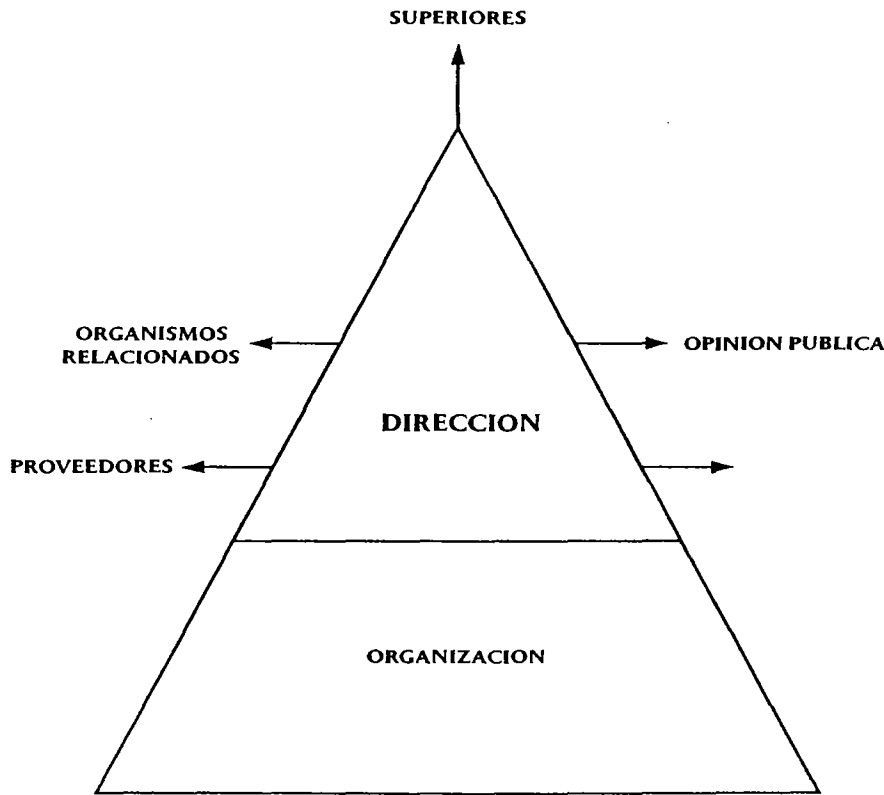 SUPERIORES
ORGANISMOS
RELACIONADOS
OPINION PUBLICA
DIRECCION
PROVEEDORES
ORGANIZACION